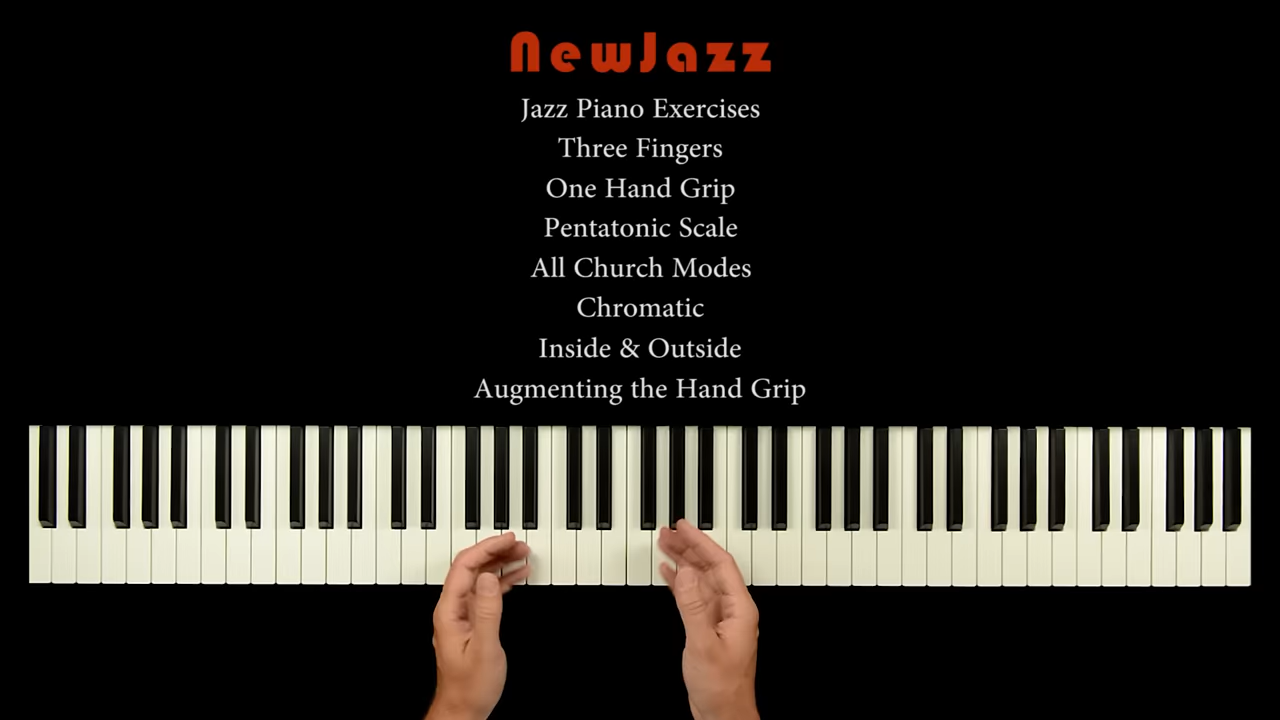 NewJazz
Jazz Piano Exercises
Three Fingers
One Hand Grip
Pentatonic Scale
All Church Modes
Chromatic
Inside & Outside
Augmenting the Hand Grip